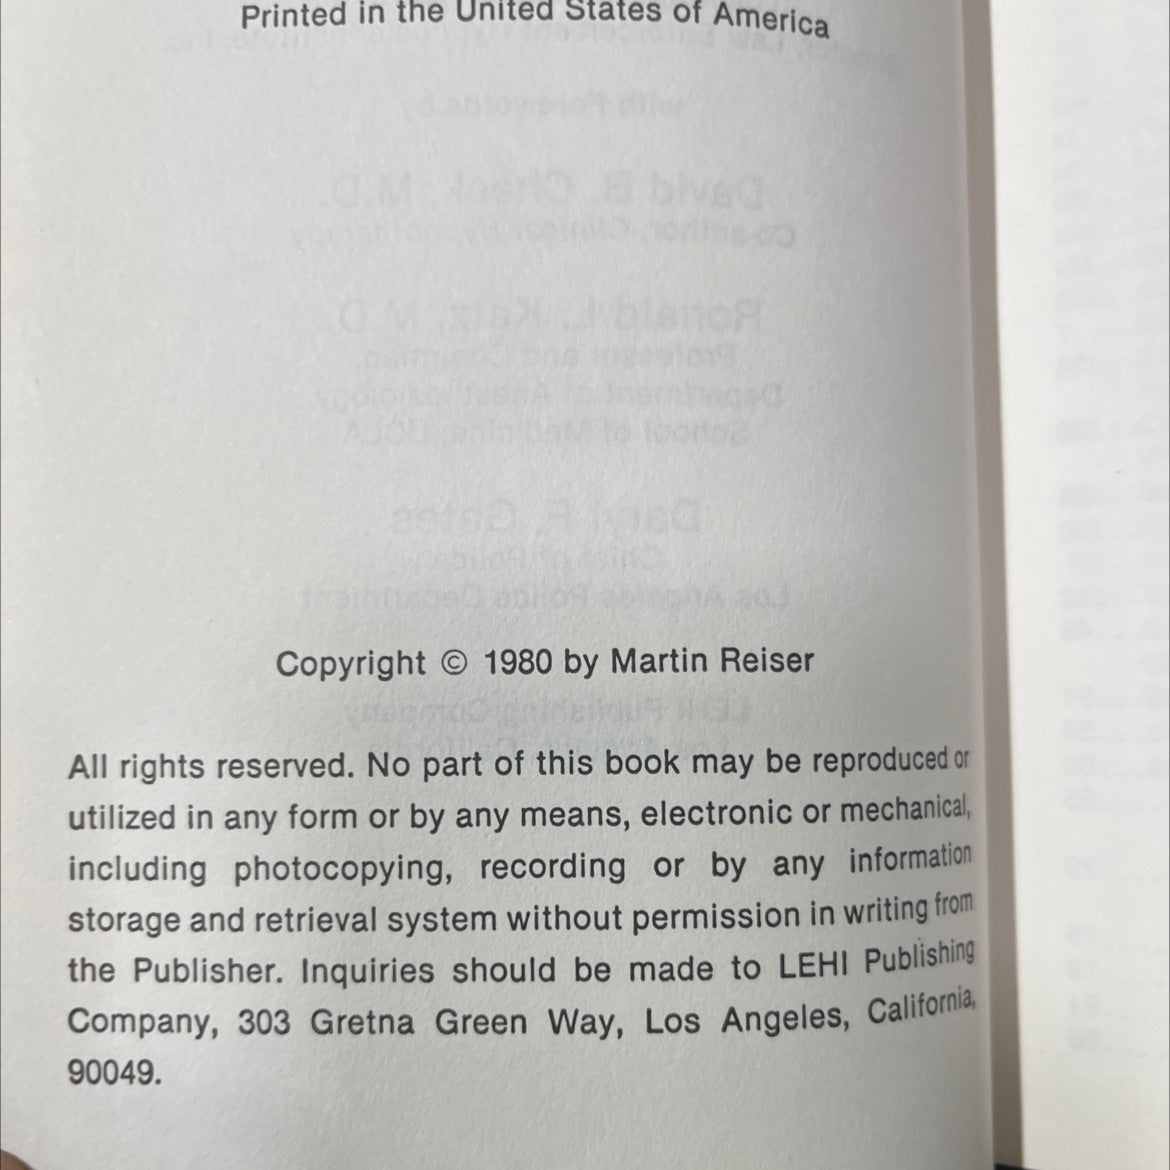 Printed in the United States of America
Copyright © 1980 by Martin Reiser
All rights reserved. No part of this book may be reproduced or
utilized in any form or by any means, electronic or mechanical,
including photocopying, recording or by any information
storage and retrieval system without permission in writing from
the Publisher. Inquiries should be made to LEHI Publishing
Company, 303 Gretna Green Way, Los Angeles, California,
90049.